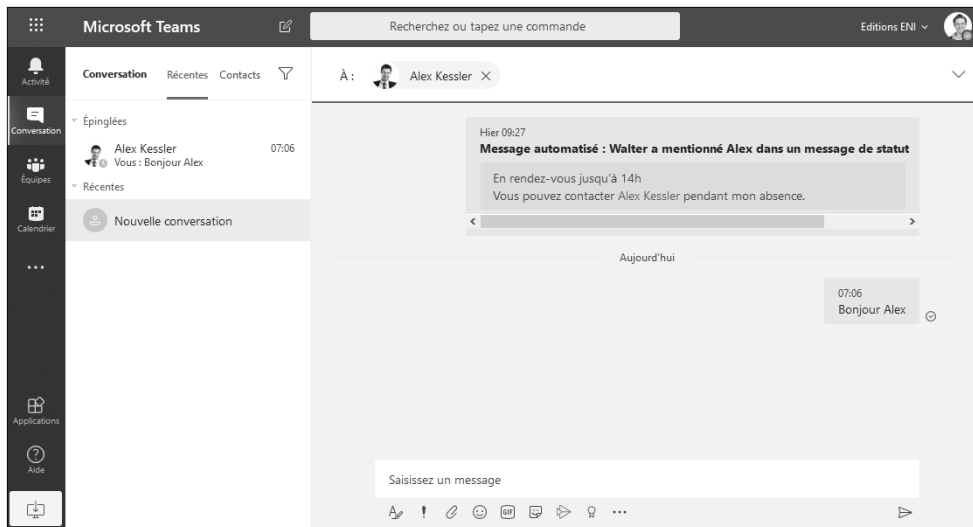 Microsoft Teams
Recherchez ou tapez une commande
Editions ENI
Activité
Conversation
Équipes
Calendrier
Applications
Aide
Conversation Récentes Contacts
Épinglées
Alex Kessler 07:06
Vous : Bonjour Alex
Récentes
Nouvelle conversation
À : Alex Kessler
Hier 09:27
Message automatisé : Walter a mentionné Alex dans un message de statut
En rendez-vous jusqu'à 14h
Vous pouvez contacter Alex Kessler pendant mon absence.
Aujourd'hui
07:06
Bonjour Alex
Saisissez un message
GIF